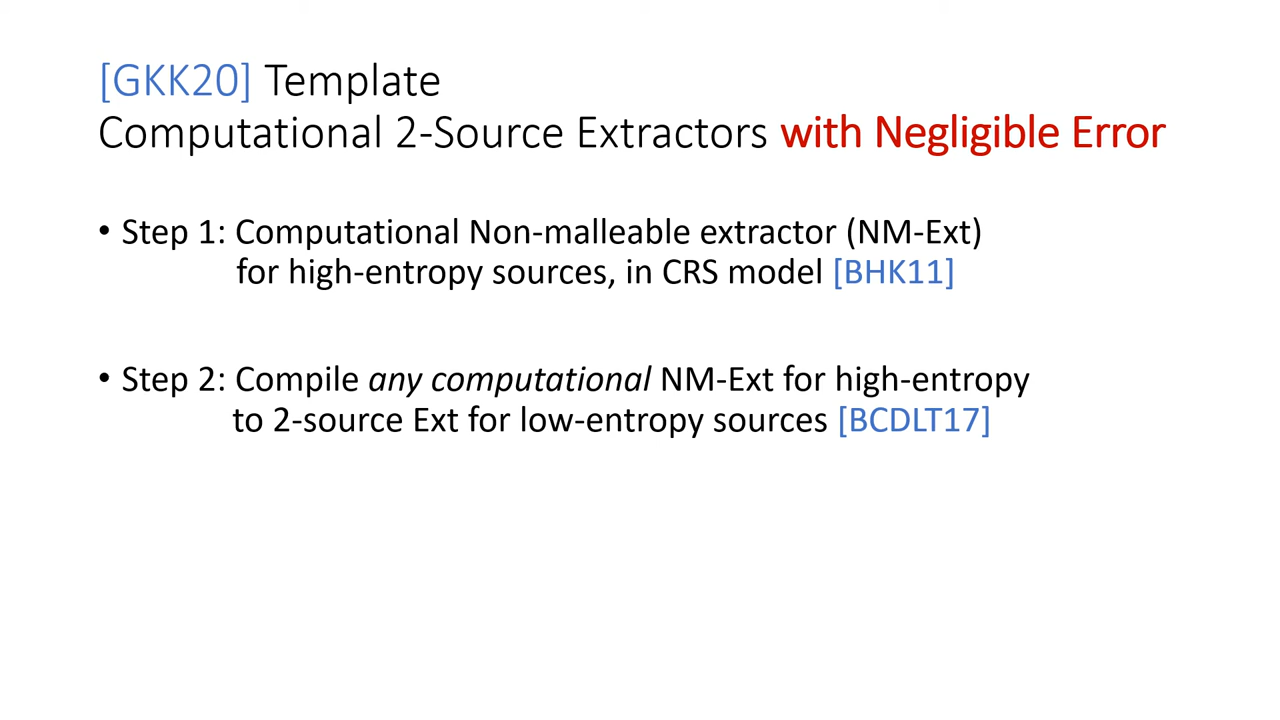 [GKK20] Template
Computational 2-Source Extractors with Negligible Error
• Step 1: Computational Non-malleable extractor (NM-Ext)
for high-entropy sources, in CRS model [BHK11]
• Step 2: Compile any computational NM-Ext for high-entropy
to 2-source Ext for low-entropy sources [BCDLT17]